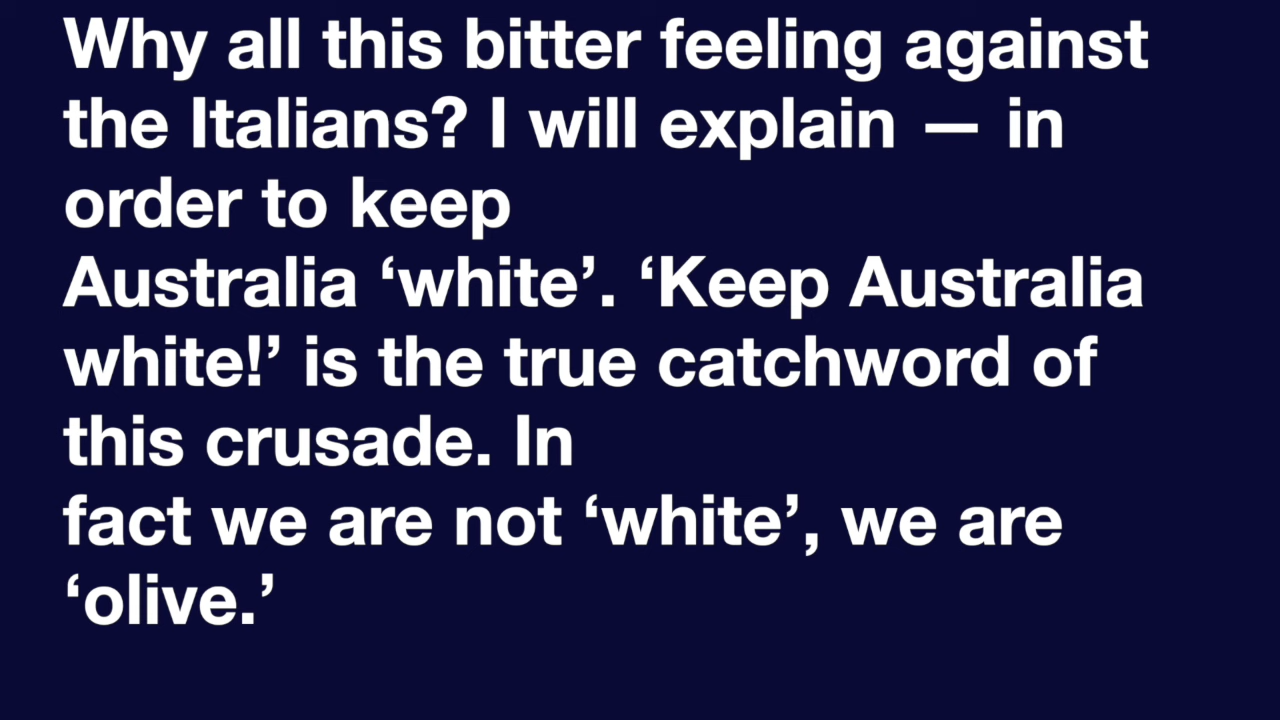 Why all this bitter feeling against
the Italians? I will explain — in
order to keep
Australia ‘white’. ‘Keep Australia
white!’ is the true catchword of
this crusade. In
fact we are not ‘white’, we are
‘olive.’